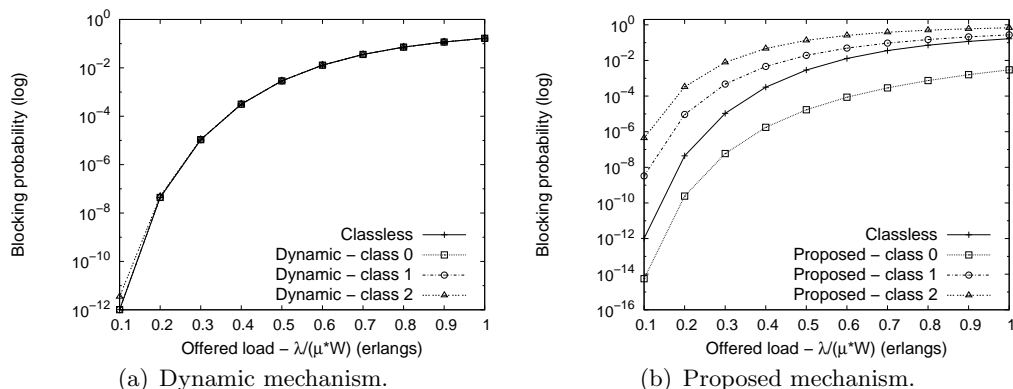 Blocking probability (log)
10^0
10^−2
10^−4
10^−6
10^−8
10^−10
10^−12
Classless
Dynamic − class 0
Dynamic − class 1
Dynamic − class 2
0.1 0.2 0.3 0.4 0.5 0.6 0.7 0.8 0.9 1
Offered load − λ/(μ*W) (erlangs)
(a) Dynamic mechanism.
Blocking probability (log)
10^0
10^−2
10^−4
10^−6
10^−8
10^−10
10^−12
10^−14
10^−16
Classless
Proposed − class 0
Proposed − class 1
Proposed − class 2
0.1 0.2 0.3 0.4 0.5 0.6 0.7 0.8 0.9 1
Offered load − λ/(μ*W) (erlangs)
(b) Proposed mechanism.